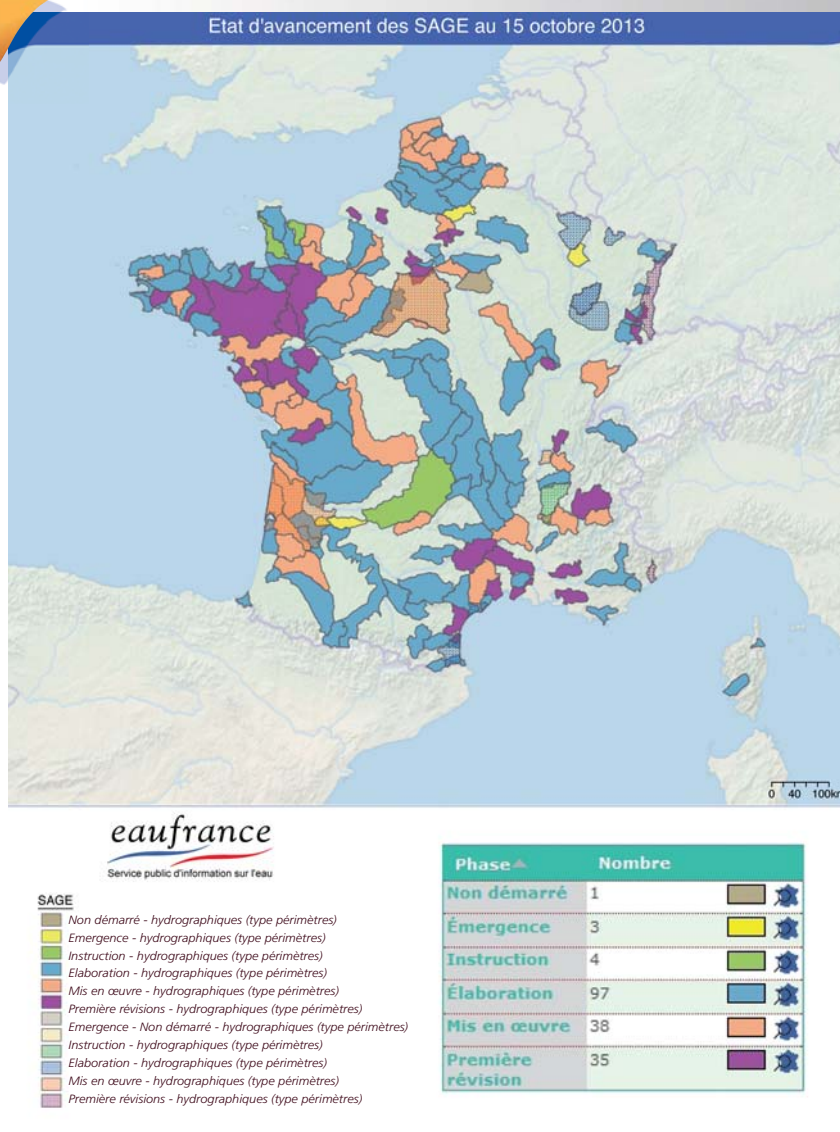 Etat d'avancement des SAGE au 15 octobre 2013
0 40 100km
eaufrance
Service public d'information sur l'eau
SAGE
Non démarré - hydrographiques (type périmètres)
Emergence - hydrographiques (type périmètres)
Instruction - hydrographiques (type périmètres)
Elaboration - hydrographiques (type périmètres)
Mis en œuvre - hydrographiques (type périmètres)
Première révisions - hydrographiques (type périmètres)
Emergence - Non démarré - hydrographiques (type périmètres)
Instruction - hydrographiques (type périmètres)
Elaboration - hydrographiques (type périmètres)
Mis en œuvre - hydrographiques (type périmètres)
Première révisions - hydrographiques (type périmètres)
Phase Nombre
Non démarré 1
Émergence 3
Instruction 4
Élaboration 97
Mis en œuvre 38
Première 35
révision